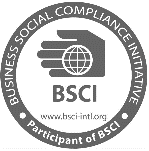 BUSINESS SOCIAL COMPLIANCE INITIATIVE
BSCI
www.bsci-intl.org
• Participant of BSCI •